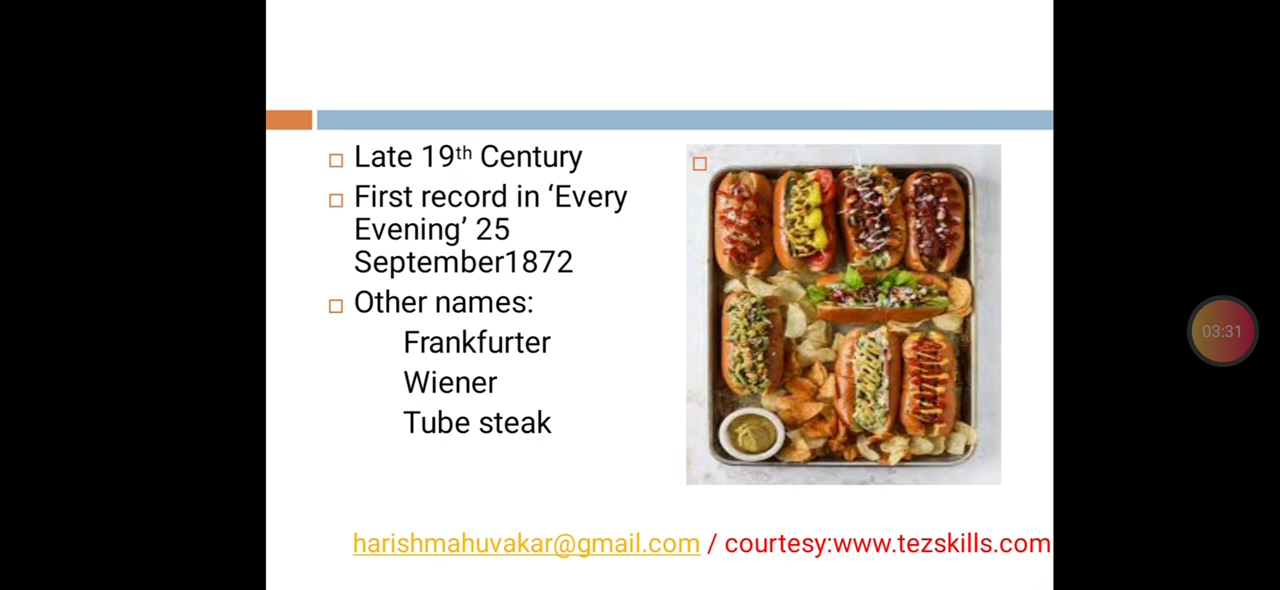 Late 19th Century
First record in ‘Every
Evening’ 25
September1872
Other names:
Frankfurter
Wiener
Tube steak
03:31
harishmahuvakar@gmail.com / courtesy:www.tezskills.com